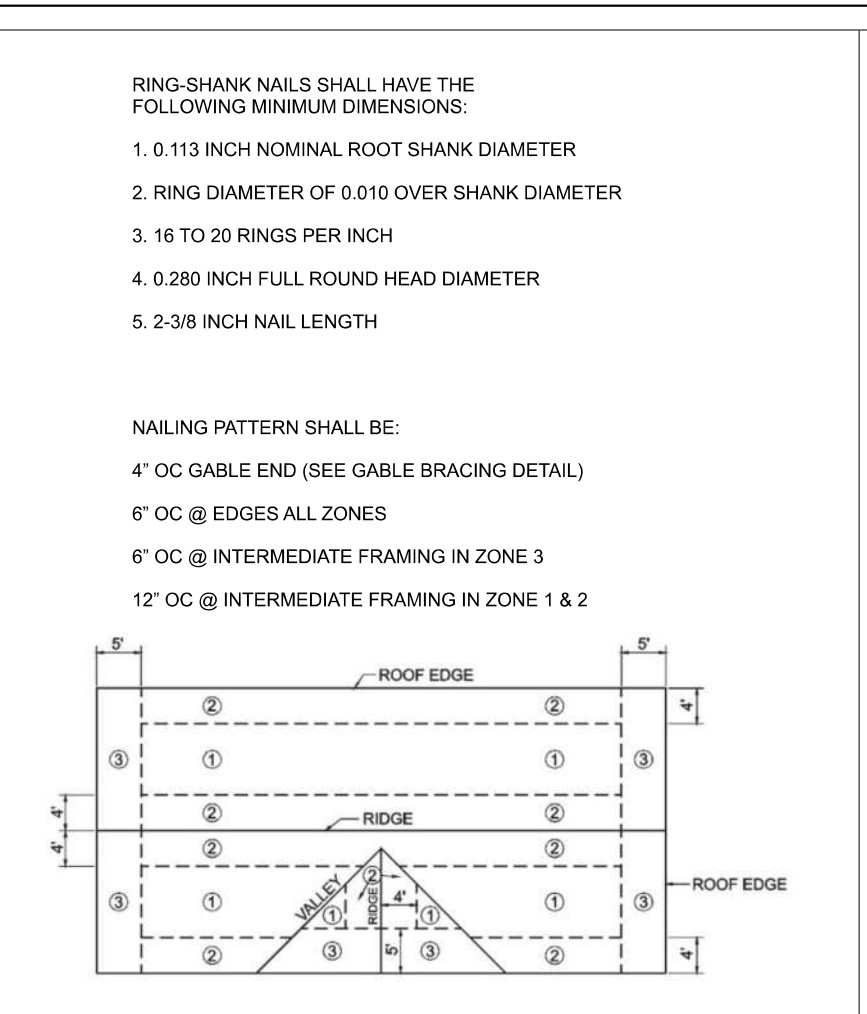 RING-SHANK NAILS SHALL HAVE THE
FOLLOWING MINIMUM DIMENSIONS:
1. 0.113 INCH NOMINAL ROOT SHANK DIAMETER
2. RING DIAMETER OF 0.010 OVER SHANK DIAMETER
3. 16 TO 20 RINGS PER INCH
4. 0.280 INCH FULL ROUND HEAD DIAMETER
5. 2-3/8 INCH NAIL LENGTH
NAILING PATTERN SHALL BE:
4” OC GABLE END (SEE GABLE BRACING DETAIL)
6” OC @ EDGES ALL ZONES
6” OC @ INTERMEDIATE FRAMING IN ZONE 3
12” OC @ INTERMEDIATE FRAMING IN ZONE 1 & 2
5' 5'
ROOF EDGE
2 2 4'
3 1 1 3
4' 2 2
RIDGE
4' 2 2
2
ROOF EDGE
VALLEY
RIDGE
4'
3 1 1 1 1 3
3 5' 3
2 2 4'